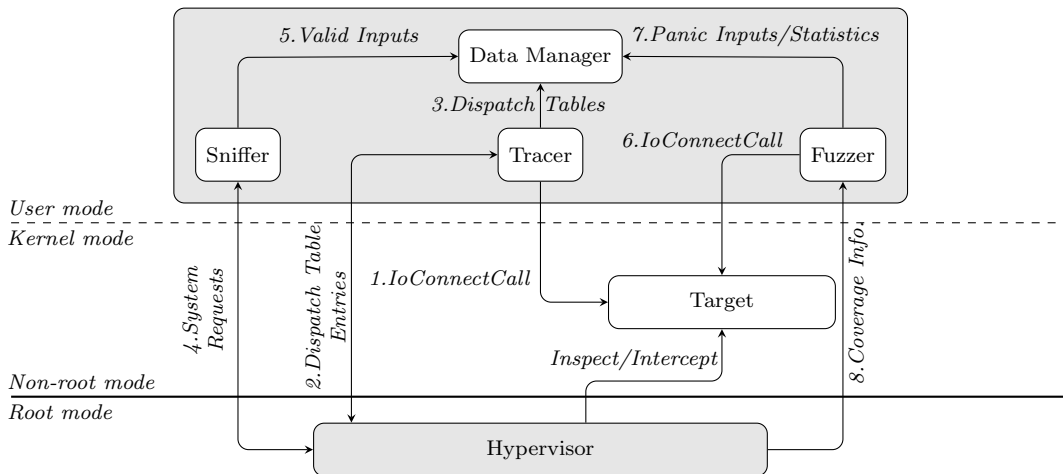 5.Valid Inputs
7.Panic Inputs/Statistics
Data Manager
3.Dispatch Tables
Sniffer
Tracer
6.IoConnectCall
Fuzzer
User mode
Kernel mode
4.System
Requests
2.Dispatch Table
Entries
1.IoConnectCall
Target
8.Coverage Info.
Inspect/Intercept
Non-root mode
Root mode
Hypervisor